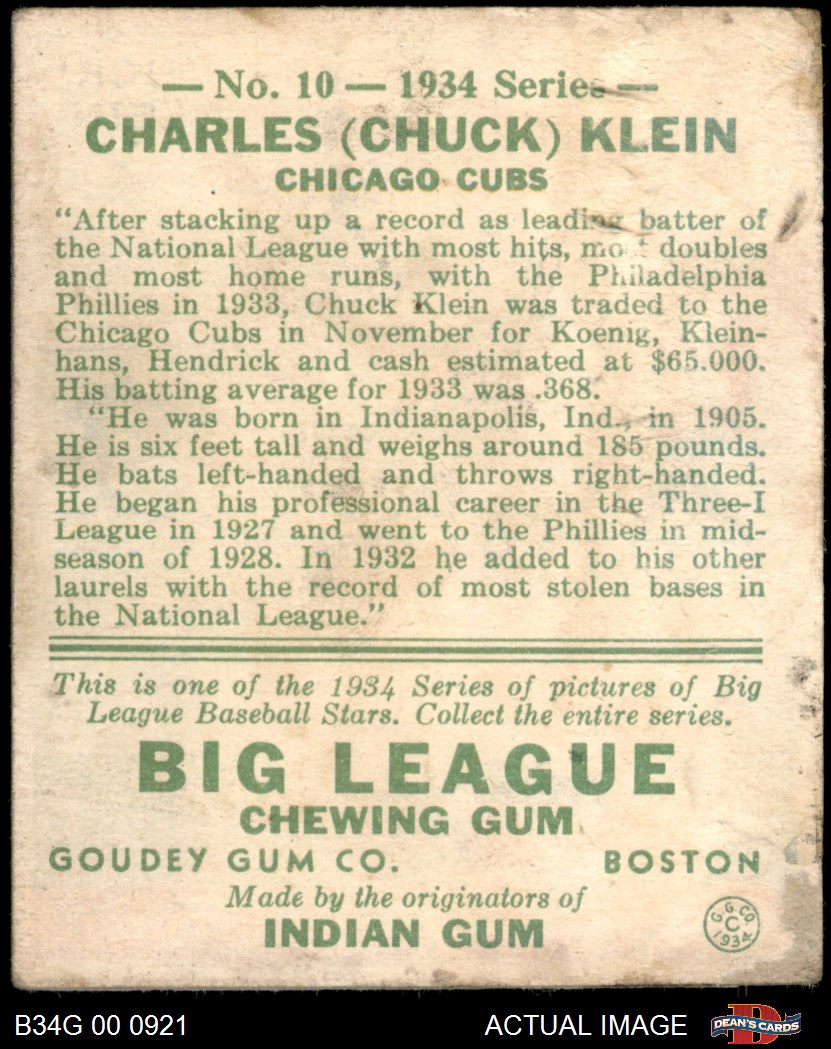 — No. 10 — 1934 Series —
CHARLES (CHUCK) KLEIN
CHICAGO CUBS
"After stacking up a record as leading batter of
the National League with most hits, most doubles
and most home runs, with the Philadelphia
Phillies in 1933, Chuck Klein was traded to the
Chicago Cubs in November for Koenig, Klein-
hans, Hendrick and cash estimated at $65.000.
His batting average for 1933 was .368.
"He was born in Indianapolis, Ind., in 1905.
He is six feet tall and weighs around 185 pounds.
He bats left-handed and throws right-handed.
He began his professional career in the Three-I
League in 1927 and went to the Phillies in mid-
season of 1928. In 1932 he added to his other
laurels with the record of most stolen bases in
the National League."
This is one of the 1934 Series of pictures of Big
League Baseball Stars. Collect the entire series.
BIG LEAGUE
CHEWING GUM
GOUDEY GUM CO. BOSTON
Made by the originators of
INDIAN GUM
G.G.CO.
C
1934
B34G 00 0921 ACTUAL IMAGE D DEAN'S CARDS